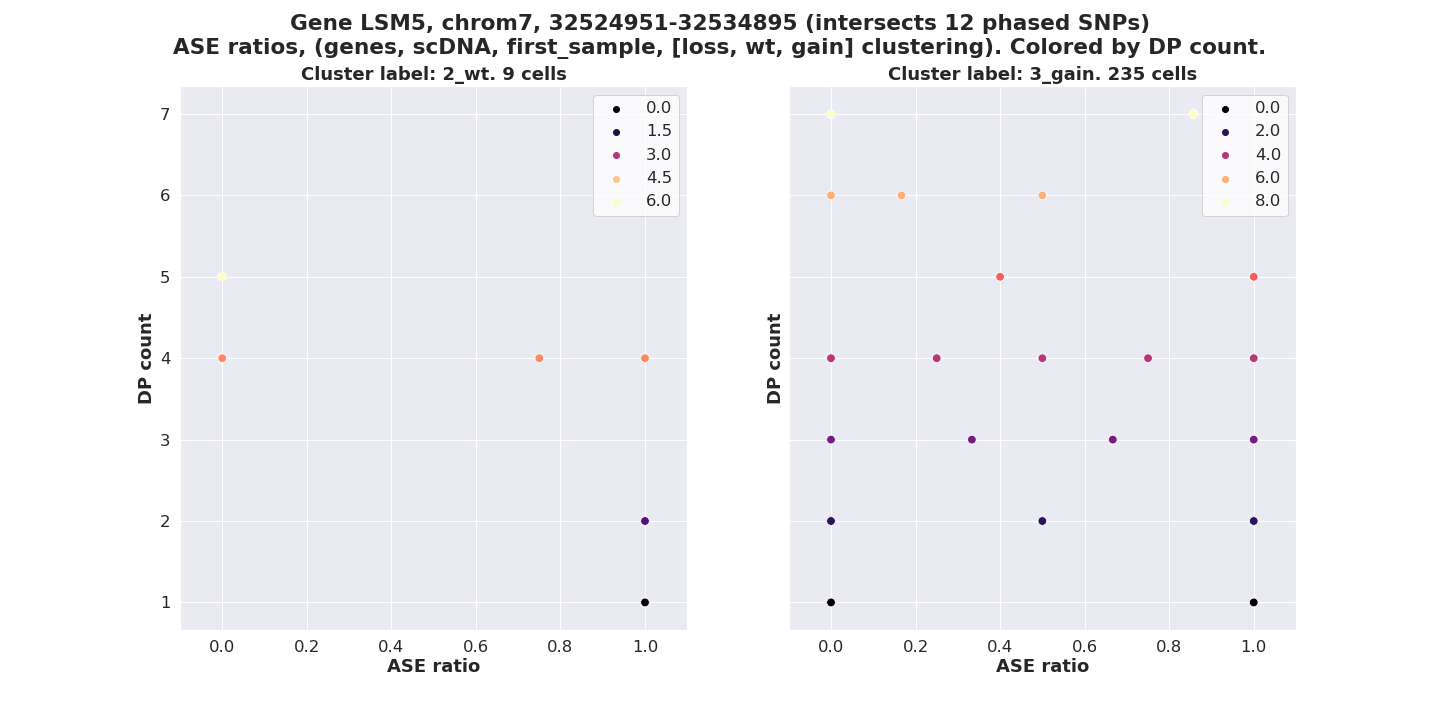 Gene LSM5, chrom7, 32524951-32534895 (intersects 12 phased SNPs)
ASE ratios, (genes, scDNA, first_sample, [loss, wt, gain] clustering). Colored by DP count.
Cluster label: 2_wt. 9 cells
0.0
1.5
3.0
4.5
6.0
7
6
5
4
3
2
1
DP count
0.0 0.2 0.4 0.6 0.8 1.0
ASE ratio
Cluster label: 3_gain. 235 cells
0.0
2.0
4.0
6.0
8.0
DP count
0.0 0.2 0.4 0.6 0.8 1.0
ASE ratio